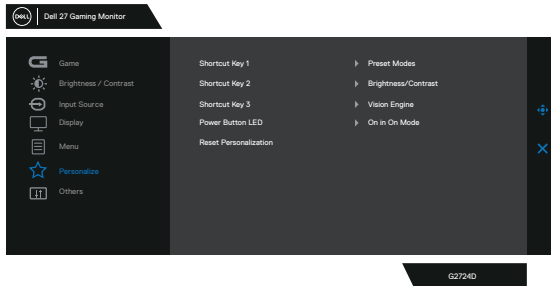 DELL Dell 27 Gaming Monitor
Game
Brightness / Contrast
Input Source
Display
Menu
Personalize
Others
Shortcut Key 1 Preset Modes
Shortcut Key 2 Brightness/Contrast
Shortcut Key 3 Vision Engine
Power Button LED On in On Mode
Reset Personalization
G2724D